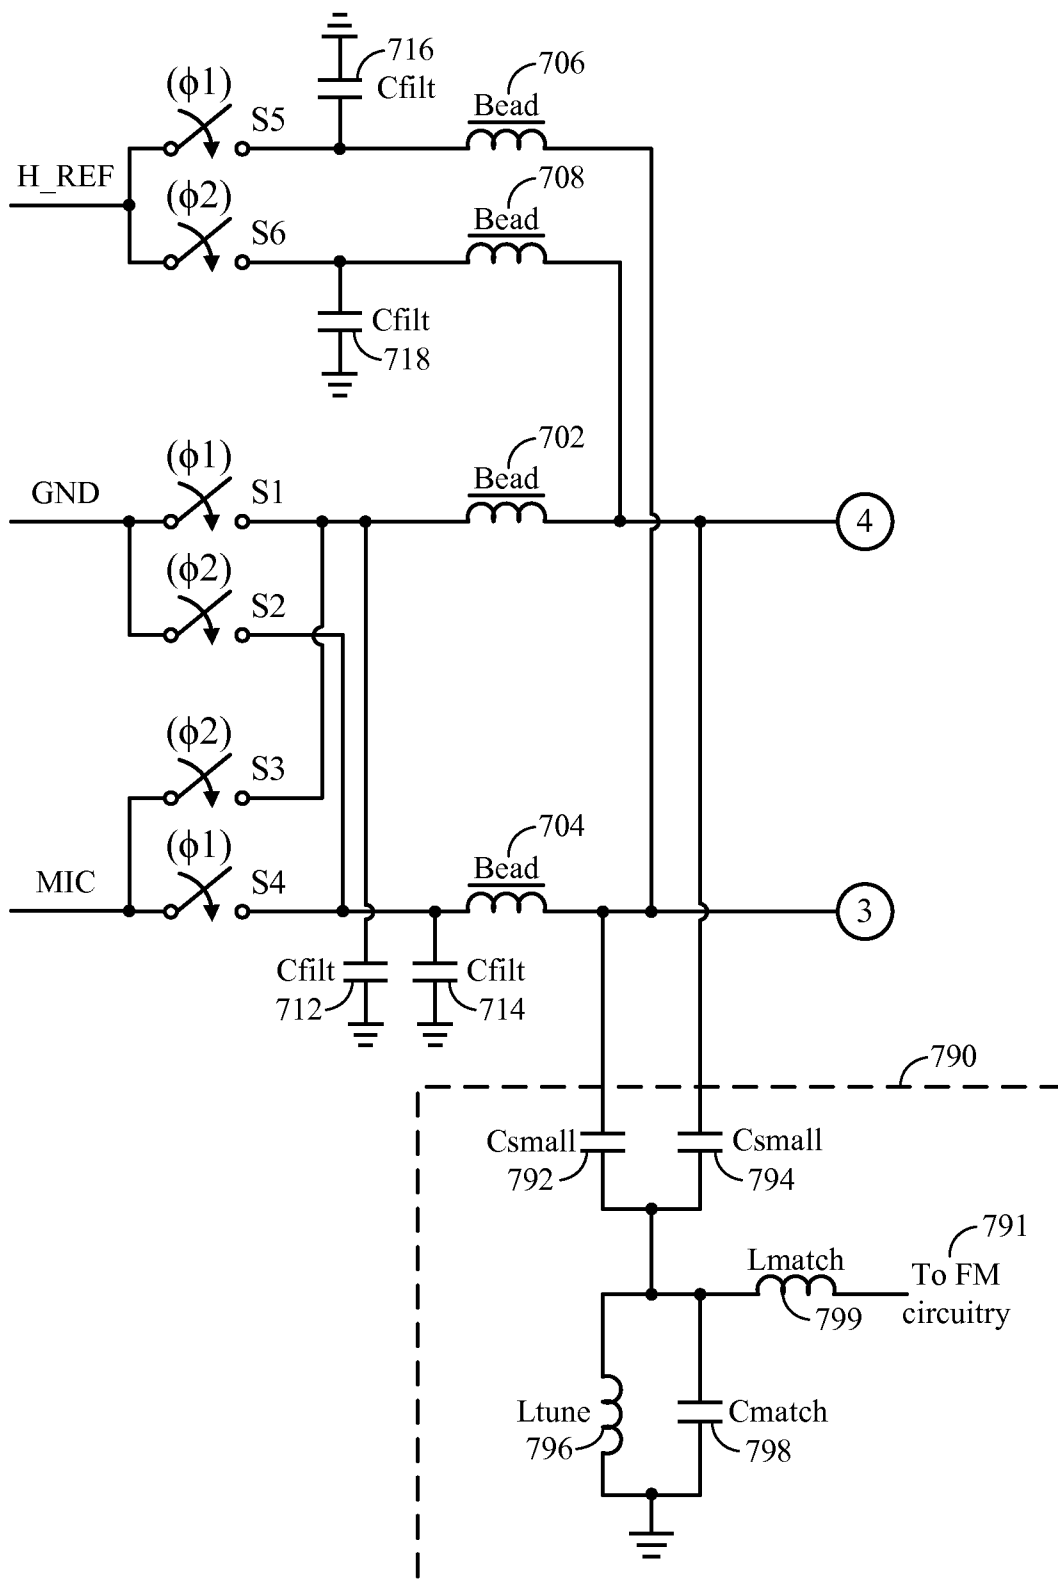 716
Cfilt
706
Bead
(ϕ1)
S5
H_REF
708
Bead
(ϕ2)
S6
Cfilt
718
702
Bead
(ϕ1)
S1
GND
4
(ϕ2)
S2
(ϕ2)
S3
704
Bead
(ϕ1)
S4
MIC
3
Cfilt
712
Cfilt
714
790
Csmall
792
Csmall
794
791
To FM
circuitry
Lmatch
799
Ltune
796
Cmatch
798